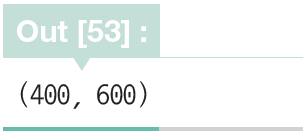 Out [53] :
(400, 600)